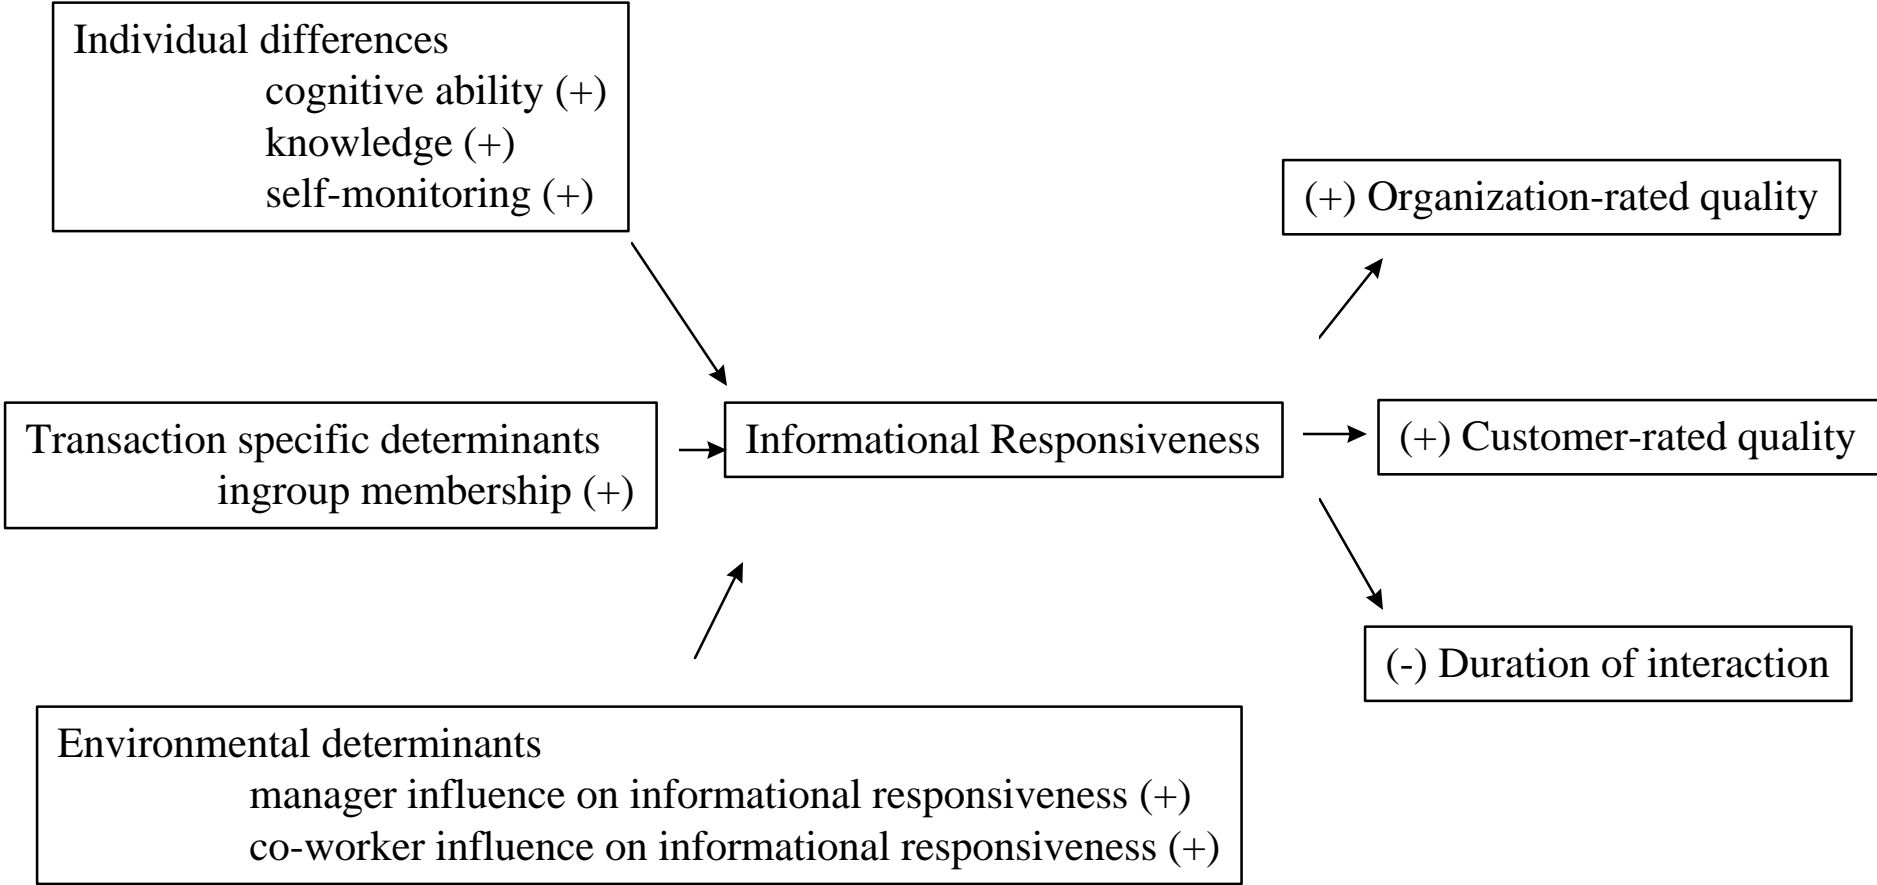 Individual differences
cognitive ability (+)
knowledge (+)
self-monitoring (+)
Transaction specific determinants
ingroup membership (+)
Environmental determinants
manager influence on informational responsiveness (+)
co-worker influence on informational responsiveness (+)
Informational Responsiveness
(+) Organization-rated quality
(+) Customer-rated quality
(-) Duration of interaction